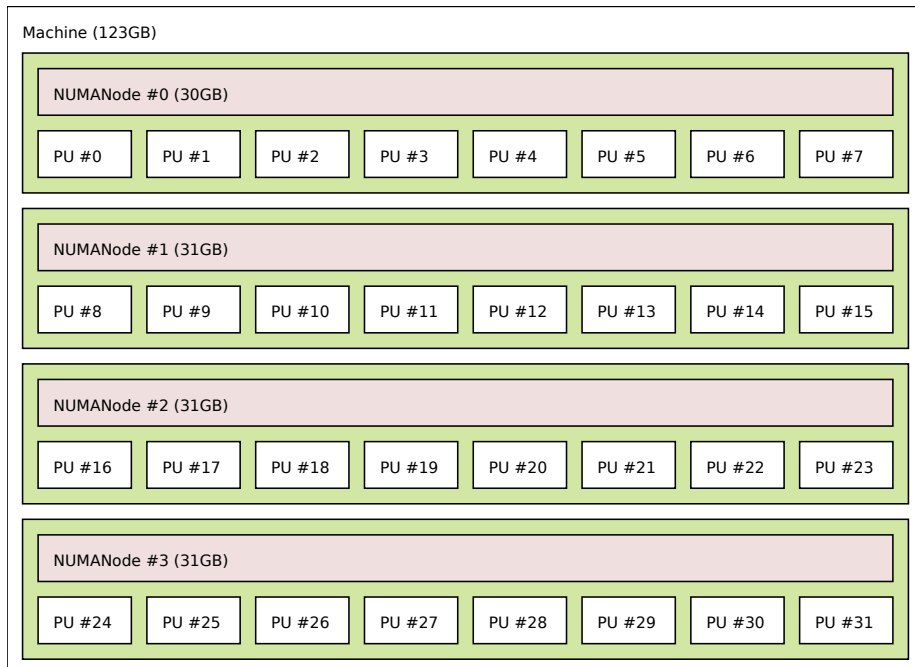 Machine (123GB)
NUMANode #0 (30GB)
PU #0 PU #1 PU #2 PU #3 PU #4 PU #5 PU #6 PU #7
NUMANode #1 (31GB)
PU #8 PU #9 PU #10 PU #11 PU #12 PU #13 PU #14 PU #15
NUMANode #2 (31GB)
PU #16 PU #17 PU #18 PU #19 PU #20 PU #21 PU #22 PU #23
NUMANode #3 (31GB)
PU #24 PU #25 PU #26 PU #27 PU #28 PU #29 PU #30 PU #31